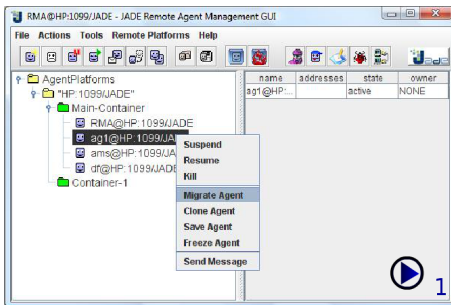 RMA@HP:1099/JADE - JADE Remote Agent Management GUI
File Actions Tools Remote Platforms Help
AgentPlatforms
"HP:1099/JADE"
Main-Container
RMA@HP:1099/JADE
ag1@HP:1099/JA
ams@HP:1099/JA
df@HP:1099/JADE
Container-1
Suspend
Resume
Kill
Migrate Agent
Clone Agent
Save Agent
Freeze Agent
Send Message
name addresses state owner
ag1@HP:... active NONE
1